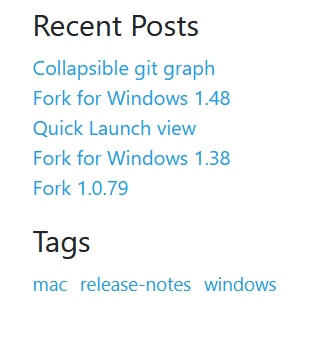 Recent Posts
Collapsible git graph
Fork for Windows 1.48
Quick Launch view
Fork for Windows 1.38
Fork 1.0.79
Tags
mac release-notes windows